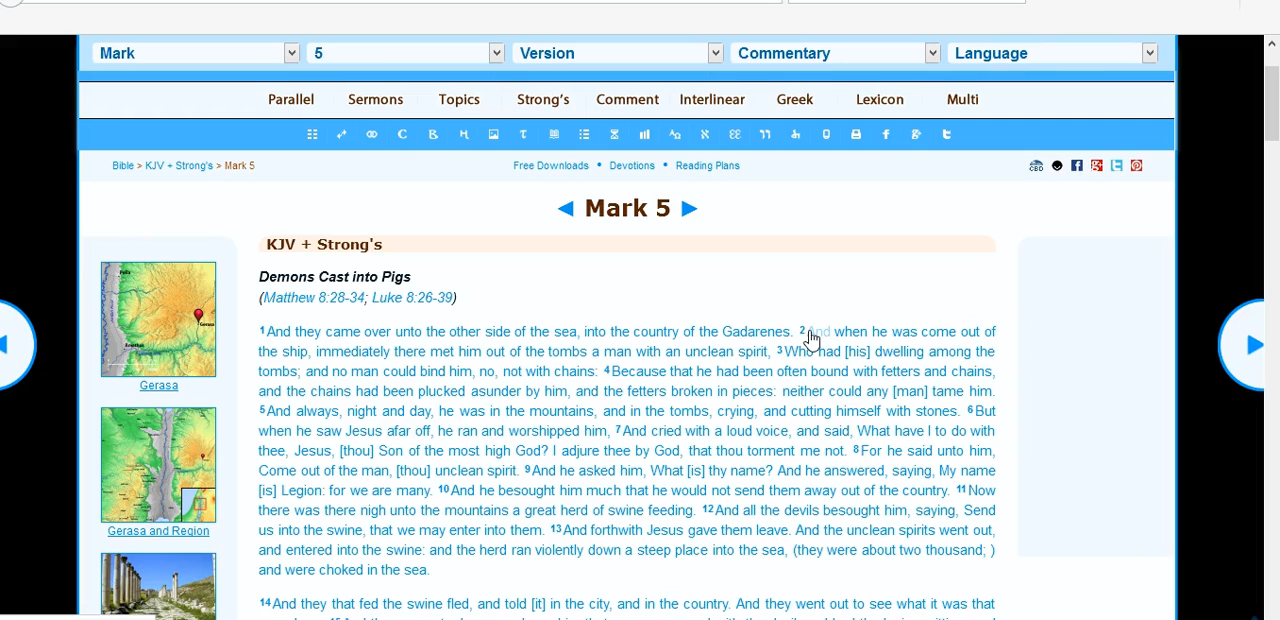 Mark 5 Version Commentary Language
Parallel Sermons Topics Strong's Comment Interlinear Greek Lexicon Multi
Bible > KJV + Strong's > Mark 5 Free Downloads • Devotions • Reading Plans
◄ Mark 5 ►
KJV + Strong's
Demons Cast into Pigs
(Matthew 8:28-34; Luke 8:26-39)
1And they came over unto the other side of the sea, into the country of the Gadarenes. 2And when he was come out of
the ship, immediately there met him out of the tombs a man with an unclean spirit, 3Who had [his] dwelling among the
tombs; and no man could bind him, no, not with chains: 4Because that he had been often bound with fetters and chains,
and the chains had been plucked asunder by him, and the fetters broken in pieces: neither could any [man] tame him.
5And always, night and day, he was in the mountains, and in the tombs, crying, and cutting himself with stones. 6But
when he saw Jesus afar off, he ran and worshipped him, 7And cried with a loud voice, and said, What have I to do with
thee, Jesus, [thou] Son of the most high God? I adjure thee by God, that thou torment me not. 8For he said unto him,
Come out of the man, [thou] unclean spirit. 9And he asked him, What [is] thy name? And he answered, saying, My name
[is] Legion: for we are many. 10And he besought him much that he would not send them away out of the country. 11Now
there was there nigh unto the mountains a great herd of swine feeding. 12And all the devils besought him, saying, Send
us into the swine, that we may enter into them. 13And forthwith Jesus gave them leave. And the unclean spirits went out,
and entered into the swine: and the herd ran violently down a steep place into the sea, (they were about two thousand; )
and were choked in the sea.
14And they that fed the swine fled, and told [it] in the city, and in the country. And they went out to see what it was that
Gerasa
Gerasa and Region